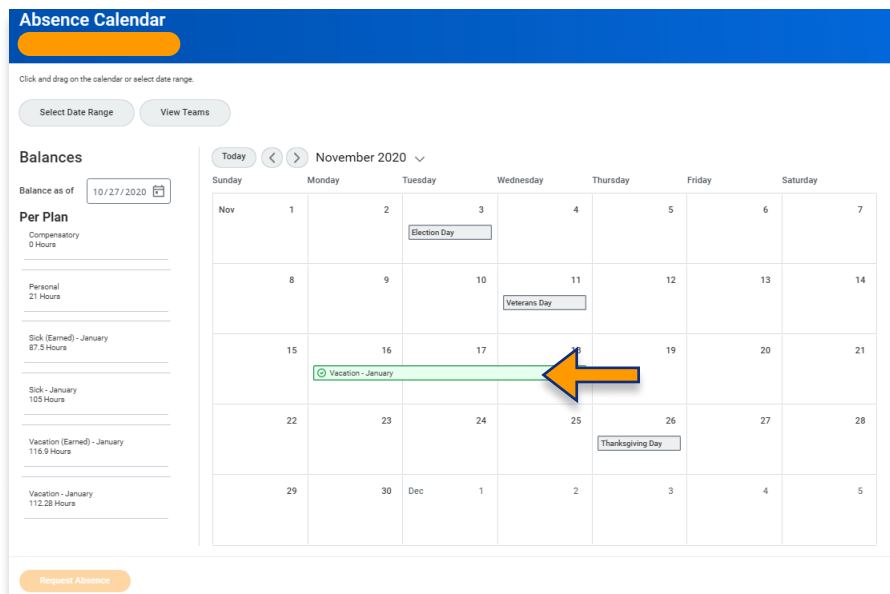 Absence Calendar
Click and drag on the calendar or select date range.
Select Date Range View Teams
Balances
Balance as of 10/27/2020
Per Plan
Compensatory
0 Hours
Personal
21 Hours
Sick (Earned) - January
87.5 Hours
Sick - January
105 Hours
Vacation (Earned) - January
116.9 Hours
Vacation - January
112.28 Hours
Today November 2020
Sunday Monday Tuesday Wednesday Thursday Friday Saturday
Nov 1 2 3 4 5 6 7
Election Day
8 9 10 11 12 13 14
Veterans Day
15 16 17 18 19 20 21
Vacation - January
22 23 24 25 26 27 28
Thanksgiving Day
29 30 Dec 1 2 3 4 5
Request Absence